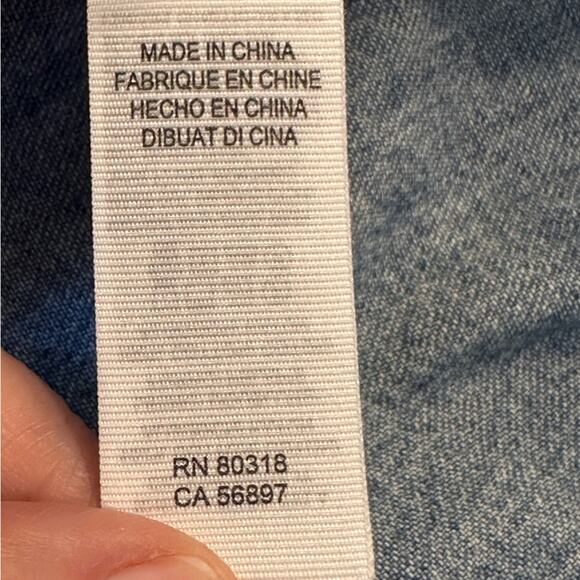 MADE IN CHINA
FABRIQUE EN CHINE
HECHO EN CHINA
DIBUAT DI CINA
RN 80318
CA 56897